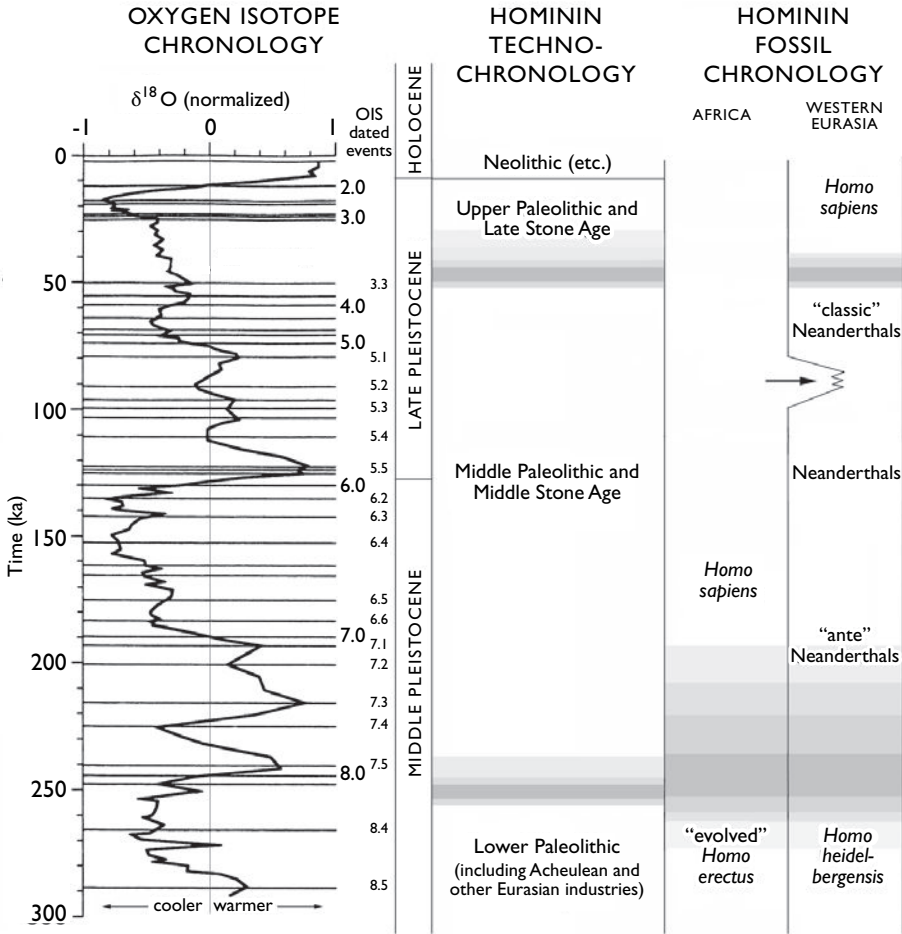 OXYGEN ISOTOPE
CHRONOLOGY
HOMININ
TECHNO-
CHRONOLOGY
HOMININ
FOSSIL
CHRONOLOGY
δ18 O (normalized)
-1
0
1
OIS
dated
events
HOLOCENE
LATE PLEISTOCENE
MIDDLE PLEISTOCENE
AFRICA
WESTERN
EURASIA
Time (ka)
0
50
100
150
200
250
300
2.0
3.0
3.3
4.0
5.0
5.1
5.2
5.3
5.4
5.5
6.0
6.2
6.3
6.4
6.5
6.6
7.0
7.1
7.2
7.3
7.4
7.5
8.0
8.4
8.5
cooler warmer
Neolithic (etc.)
Upper Paleolithic and
Late Stone Age
Middle Paleolithic and
Middle Stone Age
Lower Paleolithic
(including Acheulean and
other Eurasian industries)
Homo
sapiens
"evolved"
Homo
erectus
Homo
sapiens
"classic"
Neanderthals
Neanderthals
"ante"
Neanderthals
Homo
heidel-
bergensis